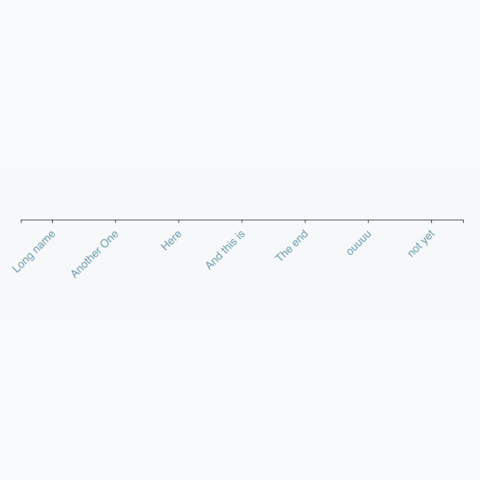 Long name
Another One
Here
And this is
The end
ouuuu
not yet